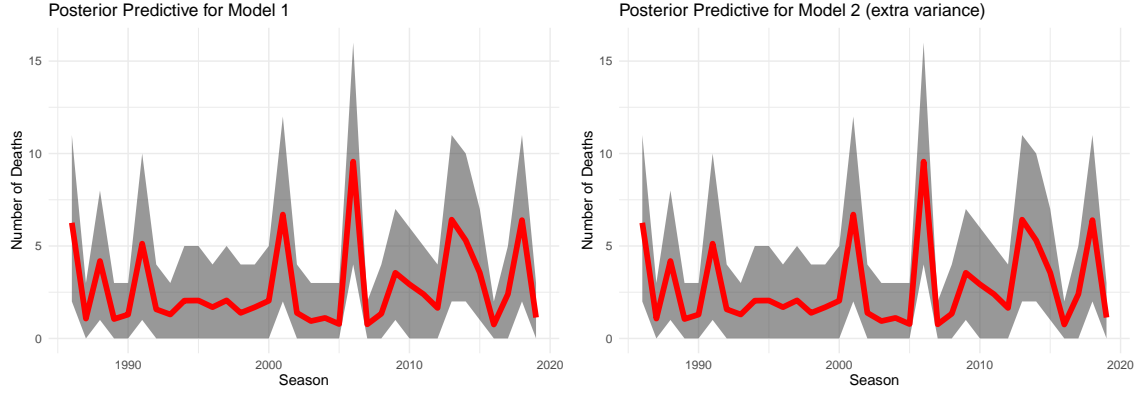 Posterior Predictive for Model 1
Number of Deaths
15
10
5
0
1990
2000
2010
2020
Season
Posterior Predictive for Model 2 (extra variance)
Number of Deaths
15
10
5
0
1990
2000
2010
2020
Season